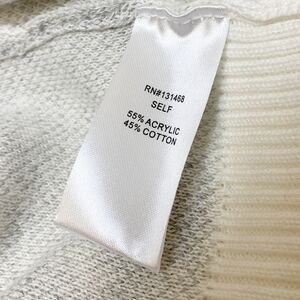 RN#131468
SELF
55% ACRYLIC
45% COTTON